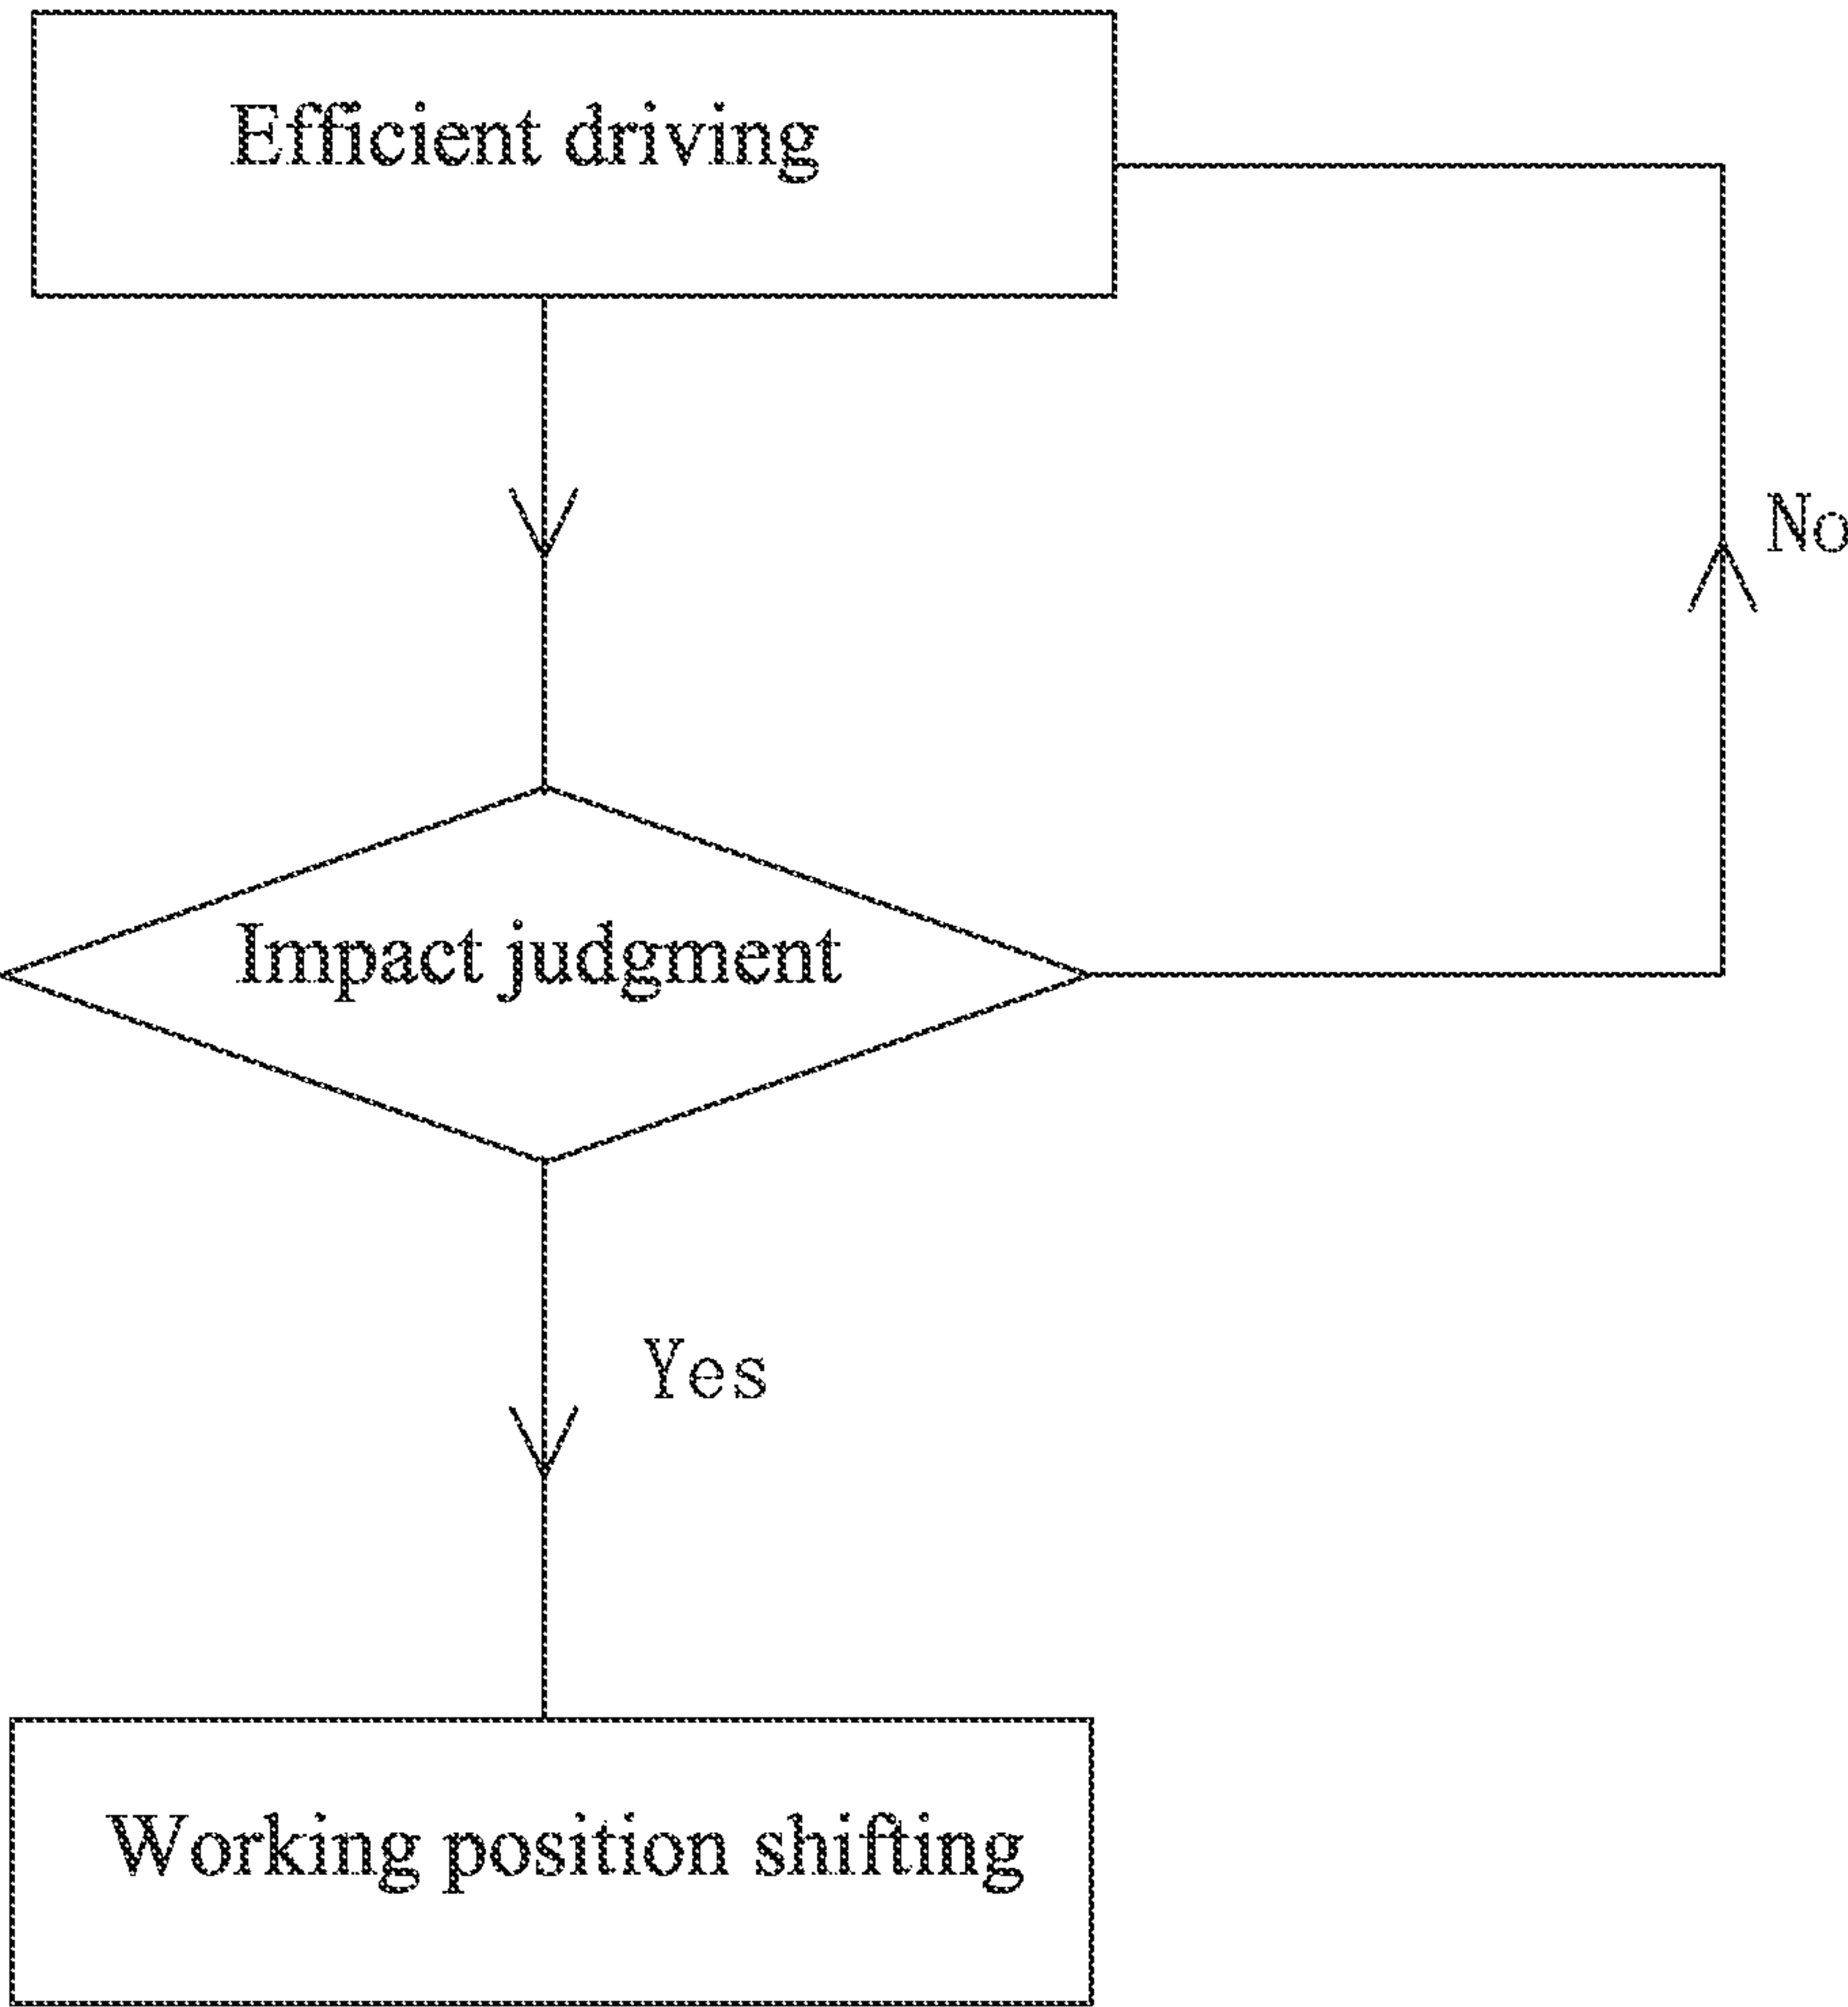 Efficient driving
No
Impact judgment
Yes
Working position shifting